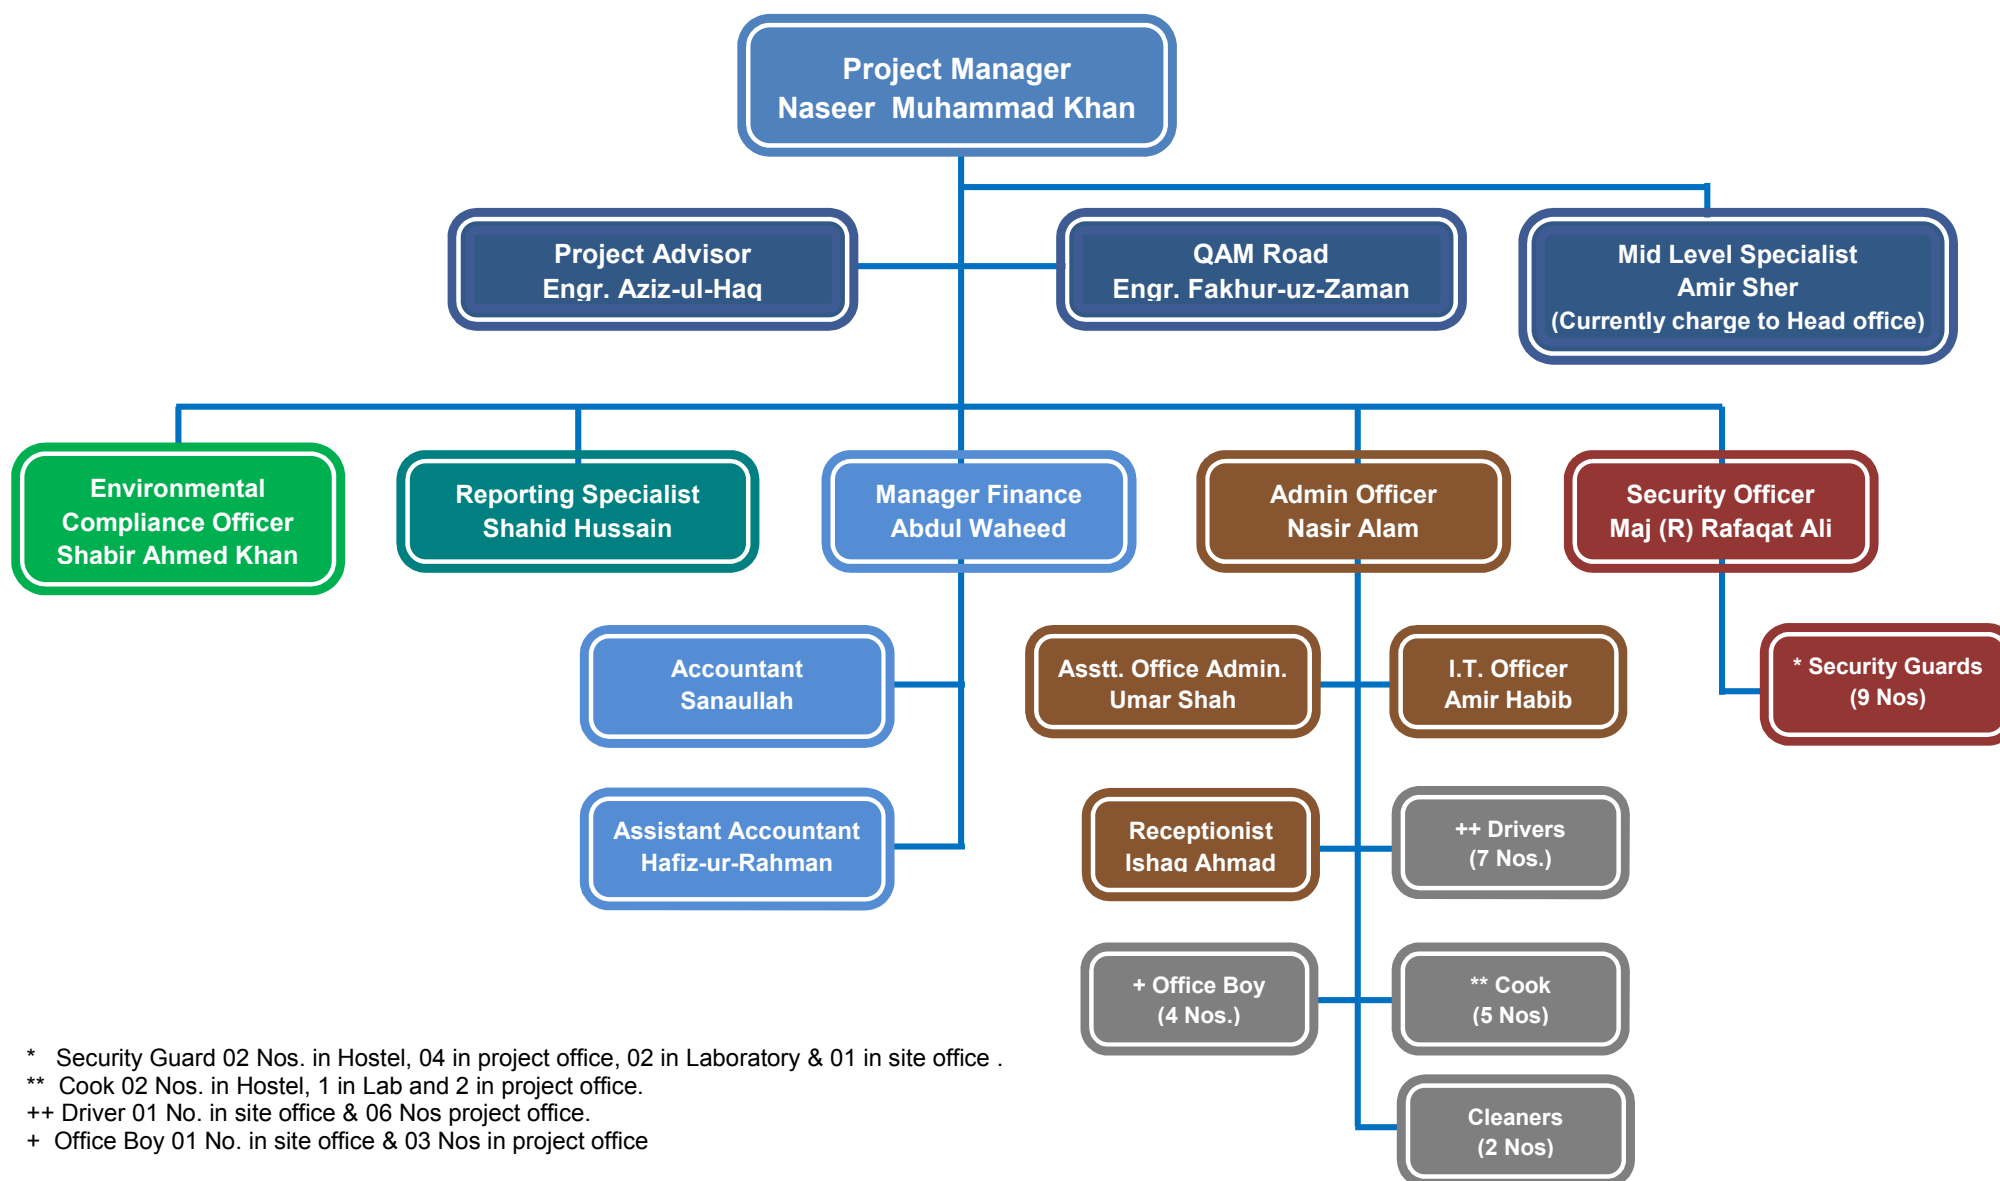 Project Manager
Naseer Muhammad Khan
Project Advisor
Engr. Aziz-ul-Haq
QAM Road
Engr. Fakhur-uz-Zaman
Mid Level Specialist
Amir Sher
(Currently charge to Head office)
Environmental
Compliance Officer
Shabir Ahmed Khan
Reporting Specialist
Shahid Hussain
Manager Finance
Abdul Waheed
Admin Officer
Nasir Alam
Security Officer
Maj (R) Rafaqat Ali
Accountant
Sanaullah
Asstt. Office Admin.
Umar Shah
I.T. Officer
Amir Habib
* Security Guards
(9 Nos)
Assistant Accountant
Hafiz-ur-Rahman
Receptionist
Ishaq Ahmad
++ Drivers
(7 Nos.)
+ Office Boy
(4 Nos.)
** Cook
(5 Nos)
Cleaners
(2 Nos)
* Security Guard 02 Nos. in Hostel, 04 in project office, 02 in Laboratory & 01 in site office .
** Cook 02 Nos. in Hostel, 1 in Lab and 2 in project office.
++ Driver 01 No. in site office & 06 Nos project office.
+ Office Boy 01 No. in site office & 03 Nos in project office